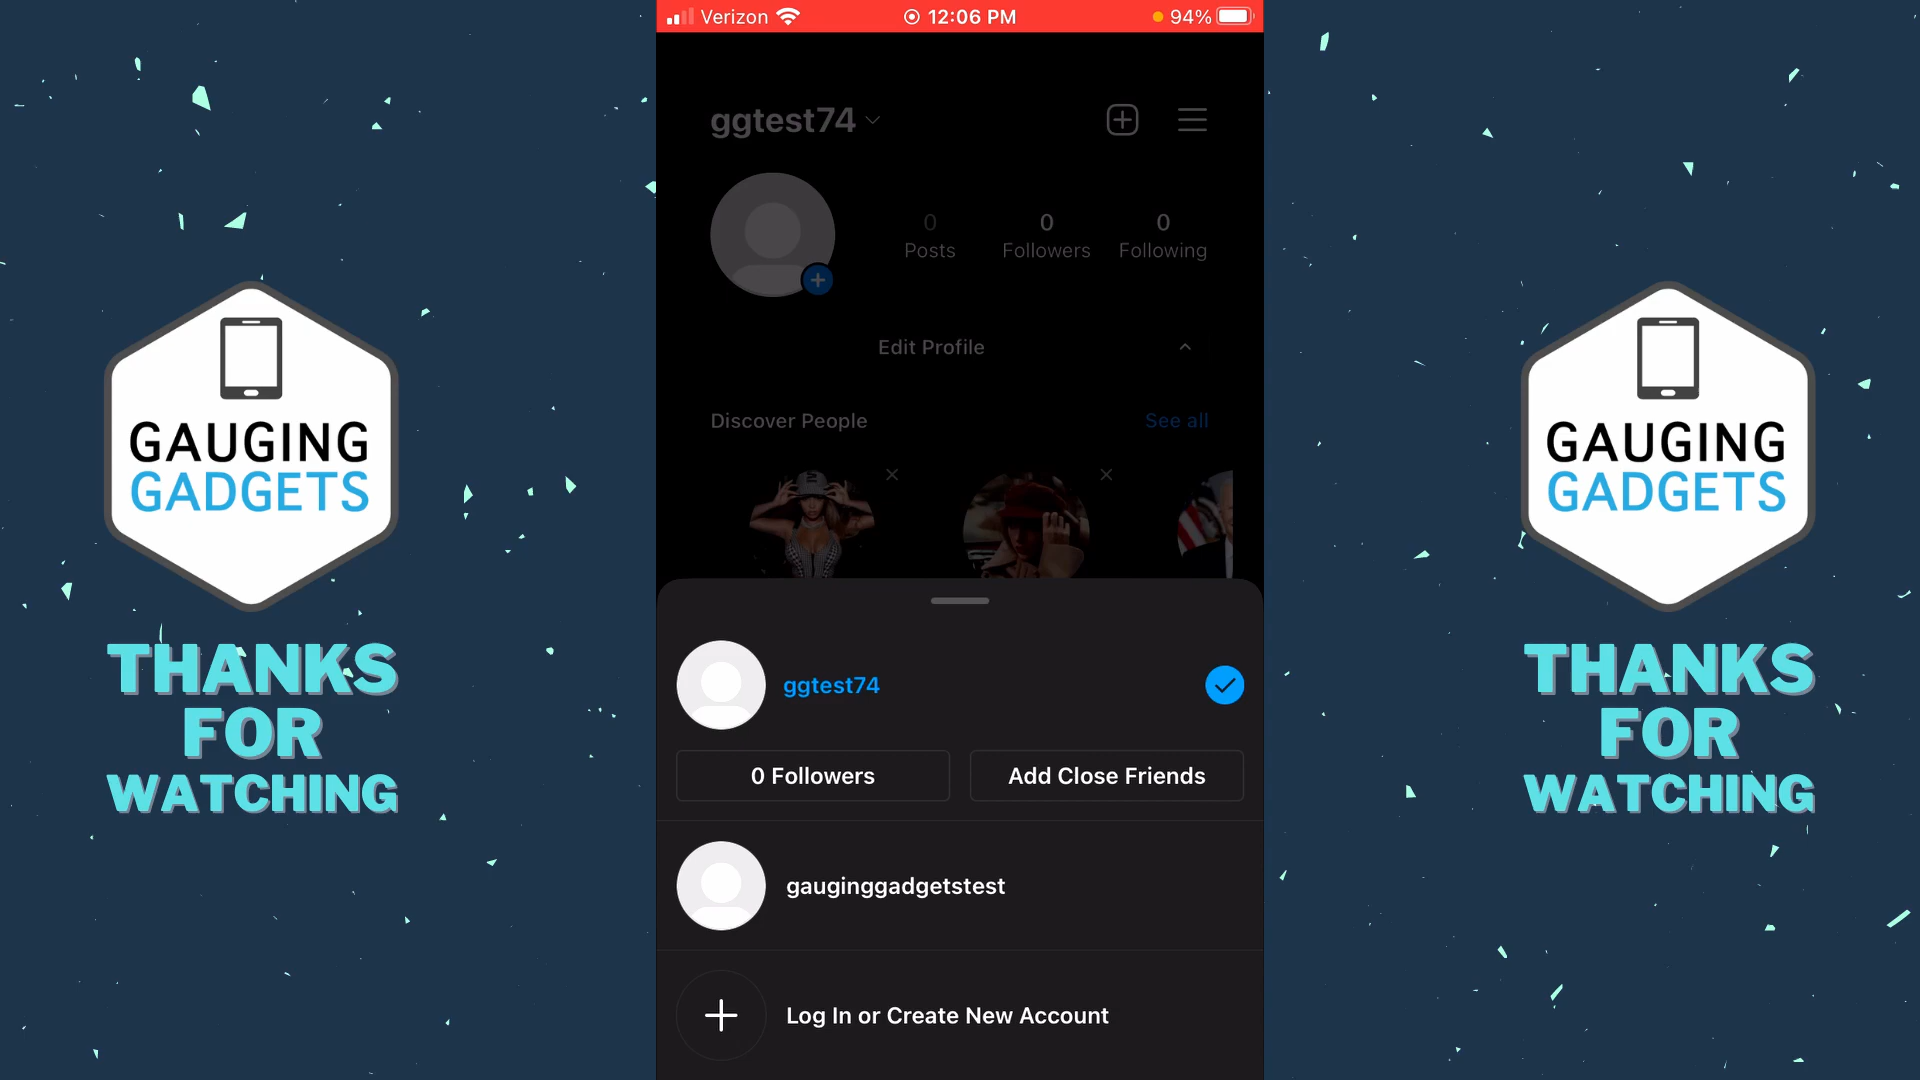 Verizon 12:06 PM 94%
ggtest74
0 0 0
Posts Followers Following
Edit Profile
Discover People See all
ggtest74
0 Followers Add Close Friends
gauginggadgetstest
Log In or Create New Account
GAUGING
GADGETS
THANKS
FOR
WATCHING
GAUGING
GADGETS
THANKS
FOR
WATCHING